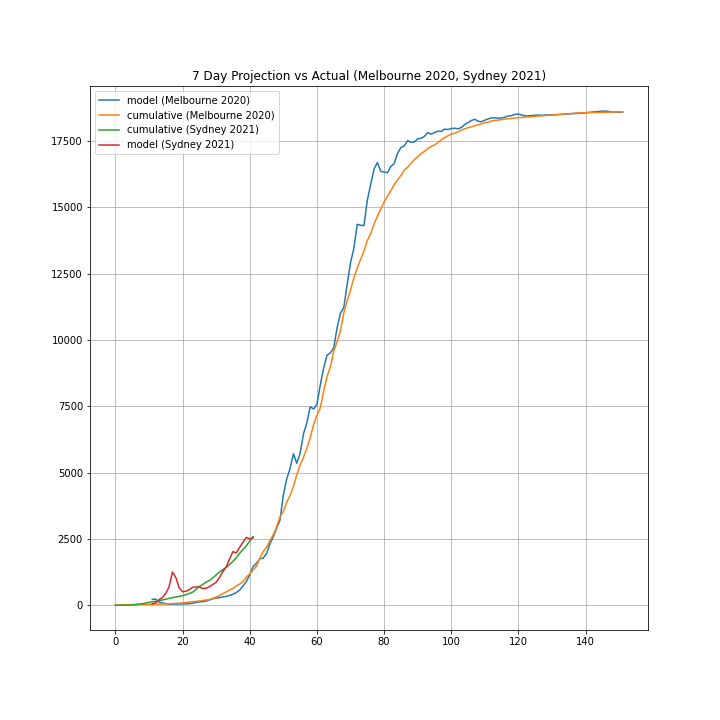 7 Day Projection vs Actual (Melbourne 2020, Sydney 2021)
model (Melbourne 2020)
cumulative (Melbourne 2020)
cumulative (Sydney 2021)
model (Sydney 2021)
17500
15000
12500
10000
7500
5000
2500
0
0 20 40 60 80 100 120 140